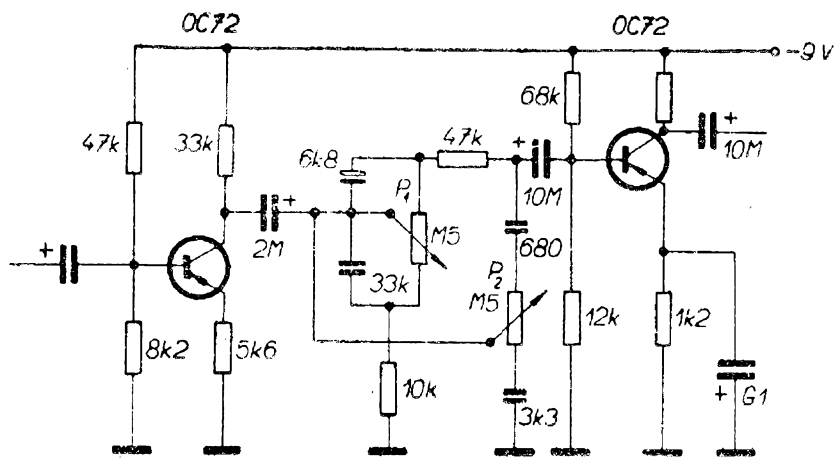 OC72
OC72
-9V
47k
33k
68k
6k8
P1
47k
+
10M
+
10M
+
+
2M
M5
33k
680
P2
M5
8k2
5k6
10k
12k
1k2
3k3
+
G1